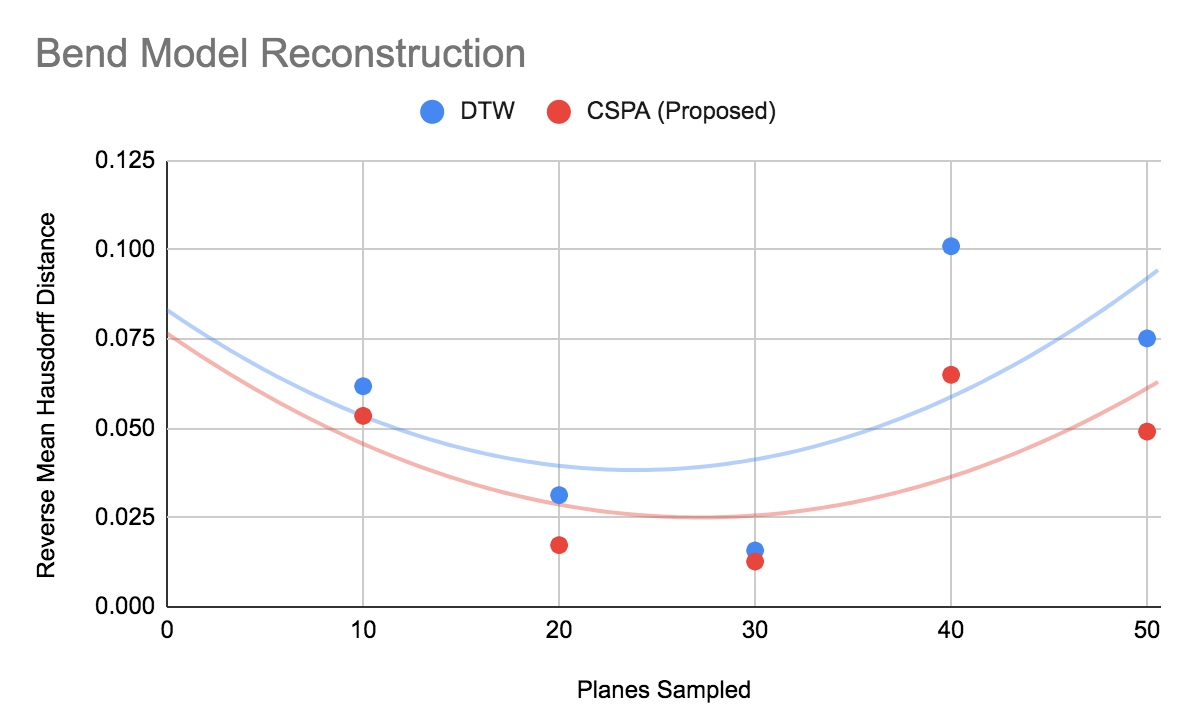 Bend Model Reconstruction
DTW
CSPA (Proposed)
Reverse Mean Hausdorff Distance
0.125
0.100
0.075
0.050
0.025
0.000
0
10
20
30
40
50
Planes Sampled